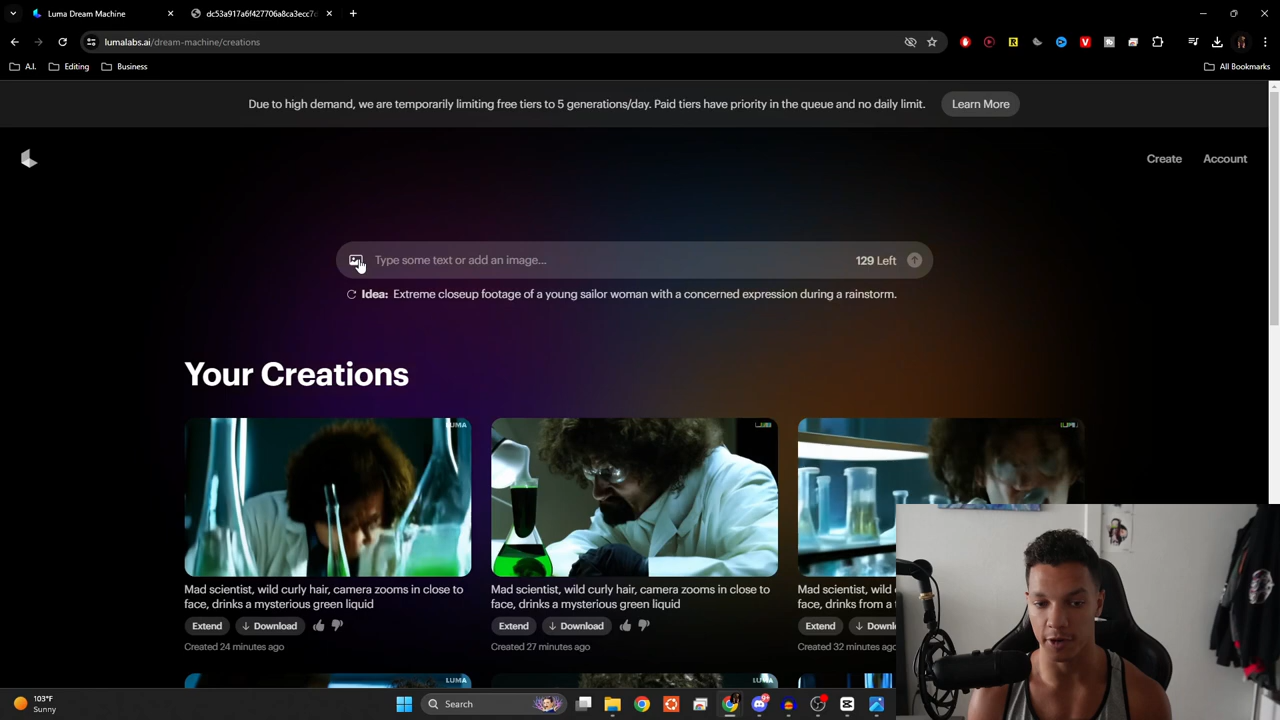 Luma Dream Machine
dc53a917a6f427706a8ca3ecc7d
lumalabs.ai/dream-machine/creations
A.I.
Editing
Business
All Bookmarks
Due to high demand, we are temporarily limiting free tiers to 5 generations/day. Paid tiers have priority in the queue and no daily limit.
Learn More
Create
Account
Type some text or add an image...
129 Left
Idea: Extreme closeup footage of a young sailor woman with a concerned expression during a rainstorm.
Your Creations
LUMA
LUMA
Mad scientist, wild curly hair, camera zooms in close to
face, drinks a mysterious green liquid
Extend
Download
Created 24 minutes ago
Mad scientist, wild curly hair, camera zooms in close to
face, drinks a mysterious green liquid
Extend
Download
Created 27 minutes ago
Mad
face, drinks from a
Extend
Created 32 minutes ago
LUMA
LUMA
103°F
Sunny
Search